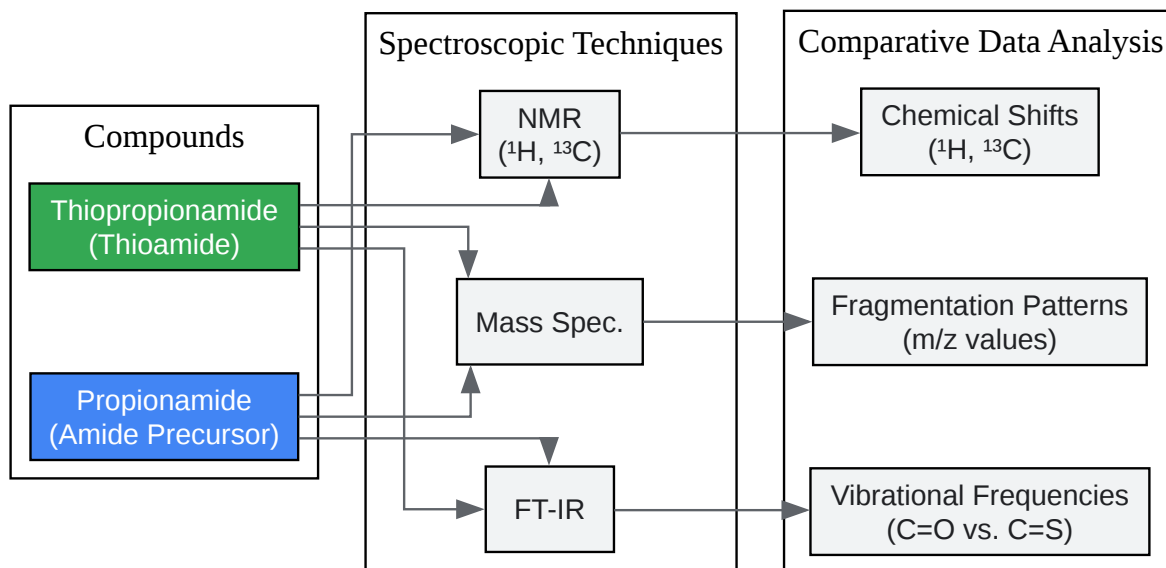 Compounds
Thiopropionamide
(Thioamide)
Propionamide
(Amide Precursor)
Spectroscopic Techniques
NMR
(¹H, ¹³C)
Mass Spec.
FT-IR
Comparative Data Analysis
Chemical Shifts
(¹H, ¹³C)
Fragmentation Patterns
(m/z values)
Vibrational Frequencies
(C=O vs. C=S)